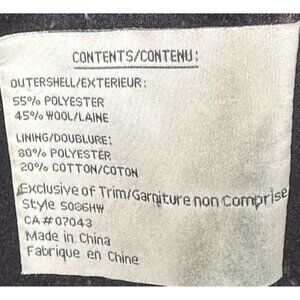 CONTENTS/CONTENU:
OUTERSHELL/EXTERIEUR:
55% POLYESTER
45% WOOL/LAINE
LINING/DOUBLURE:
80% POLYESTER
20% COTTON/COTON
Exclusive of Trim/Garniture non Comprise
Style 5086HW
CA# 07043
Made in China
Fabrique en Chine